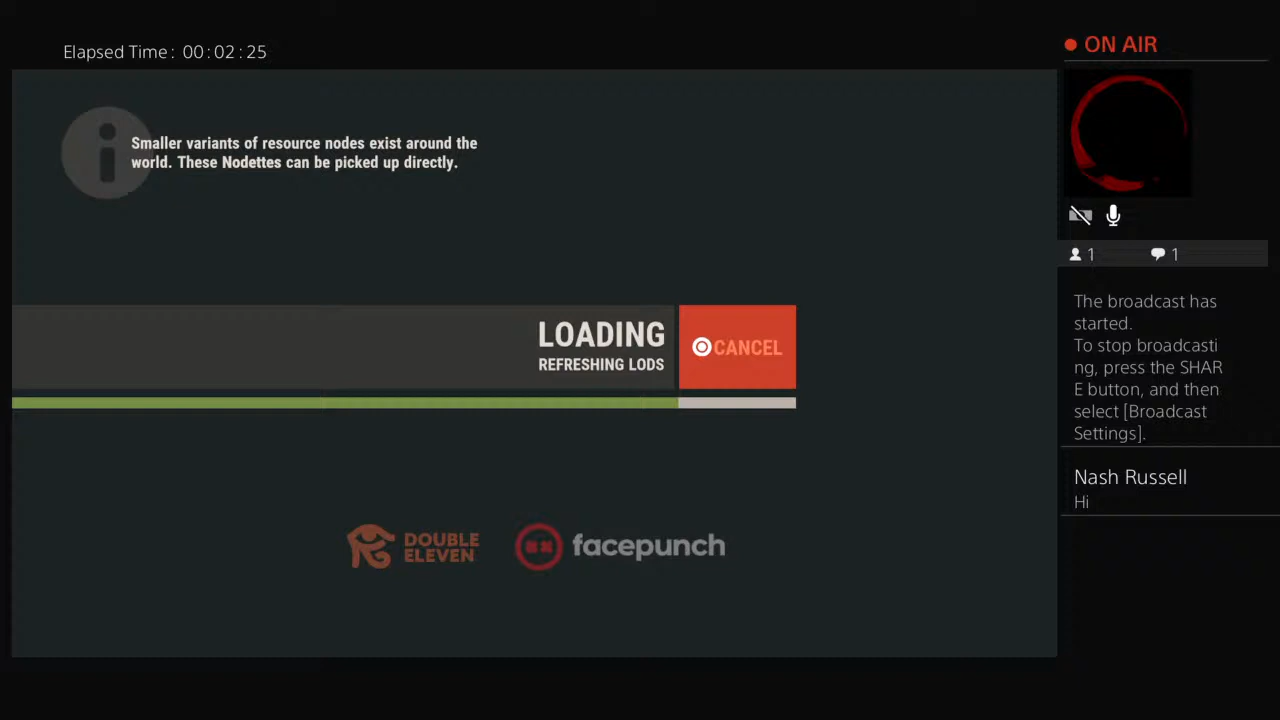 Elapsed Time: 00:02:25
ON AIR
Smaller variants of resource nodes exist around the
world. These Nodettes can be picked up directly.
1 1
The broadcast has
started.
To stop broadcasti
ng, press the SHAR
E button, and then
select [Broadcast
Settings].
LOADING
REFRESHING LODS
CANCEL
Nash Russell
Hi
DOUBLE
ELEVEN
facepunch